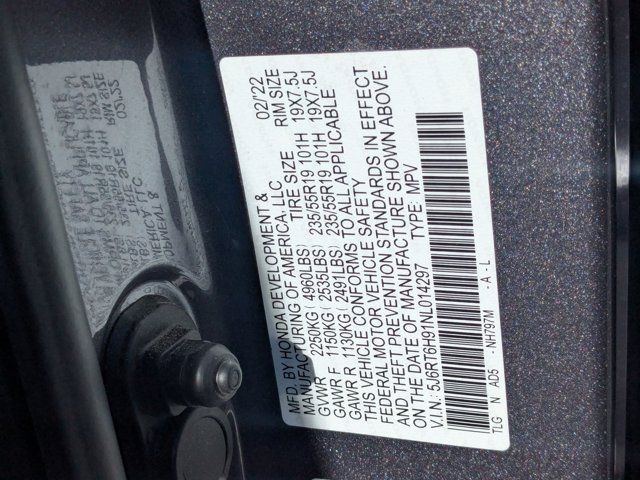 MFD. BY HONDA DEVELOPMENT & 02/22
MANUFACTURING OF AMERICA, LLC
TIRE SIZE RIM SIZE
GVWR 2250KG ( 4960LBS)
GAWR F 1150KG ( 2535LBS) 235/55R19 101H 19X7.5J
GAWR R 1130KG ( 2491LBS) 235/55R19 101H 19X7.5J
THIS VEHICLE CONFORMS TO ALL APPLICABLE
FEDERAL MOTOR VEHICLE SAFETY
AND THEFT PREVENTION STANDARDS IN EFFECT
ON THE DATE OF MANUFACTURE SHOWN ABOVE.
V.I.N.: 5J6RT6H91NL014297 TYPE: MPV
TLG N AD5 - NH797M - A - L